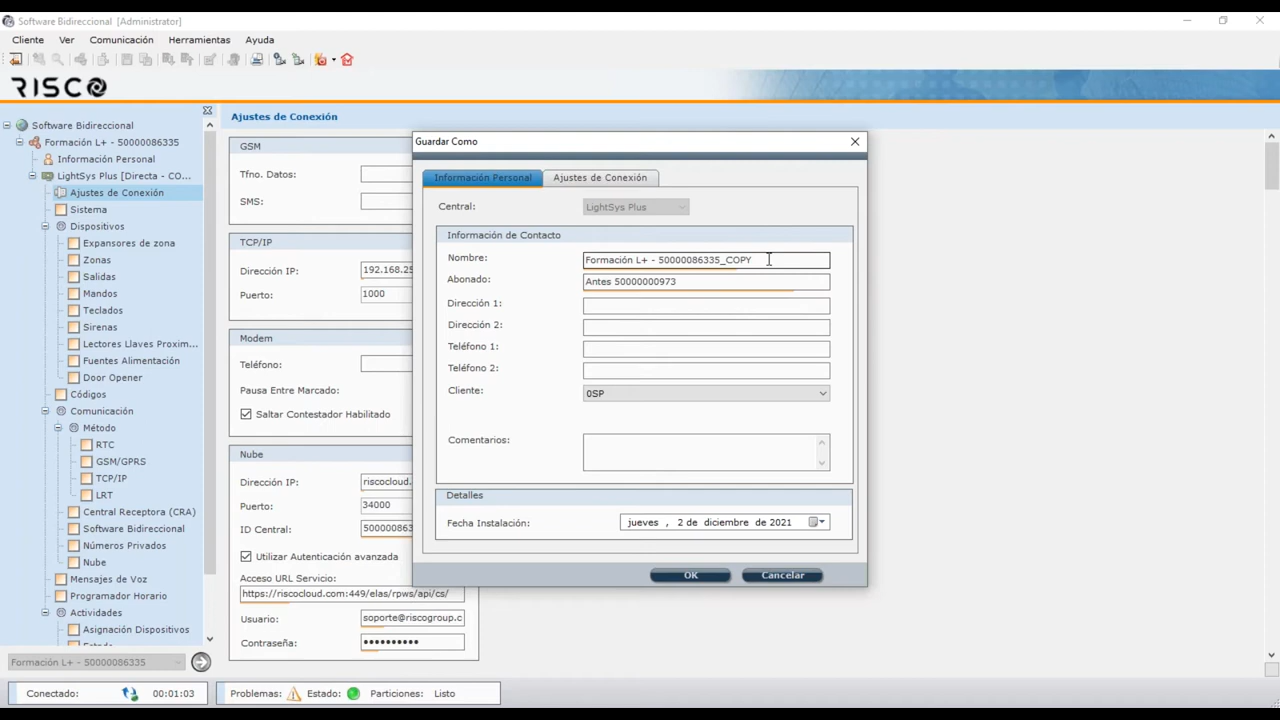 Software Bidireccional [Administrator]
Cliente Ver Comunicación Herramientas Ayuda
RISCO
Software Bidireccional
Formación L+ - 50000086335
Información Personal
LightSys Plus [Directa - CO...
Ajustes de Conexión
Sistema
Dispositivos
Expansores de zona
Zonas
Salidas
Mandos
Teclados
Sirenas
Lectores Llaves Proxim...
Fuentes Alimentación
Door Opener
Códigos
Comunicación
Método
RTC
GSM/GPRS
TCP/IP
LRT
Central Receptora (CRA)
Software Bidireccional
Números Privados
Nube
Mensajes de Voz
Programador Horario
Actividades
Asignación Dispositivos
Formación L+ - 50000086335
Ajustes de Conexión
GSM
Tfno. Datos:
SMS:
TCP/IP
Dirección IP: 192.168.25
Puerto: 1000
Modem
Teléfono:
Pausa Entre Marcado:
Saltar Contestador Habilitado
Nube
Dirección IP: riscocloud.
Puerto: 34000
ID Central: 500000863
Utilizar Autenticación avanzada
Acceso URL Servicio:
https://riscocloud.com:449/elas/rpws/api/cs/
Usuario: soporte@riscogroup.c
Contraseña: ••••••••••
Guardar Como
Información Personal Ajustes de Conexión
Central: LightSys Plus
Información de Contacto
Nombre: Formación L+ - 50000086335_COPY
Abonado: Antes 50000000973
Dirección 1:
Dirección 2:
Teléfono 1:
Teléfono 2:
Cliente: 0SP
Comentarios:
Detalles
Fecha Instalación: jueves , 2 de diciembre de 2021
OK Cancelar
Conectado: 00:01:03 Problemas: Estado: Particiones: Listo